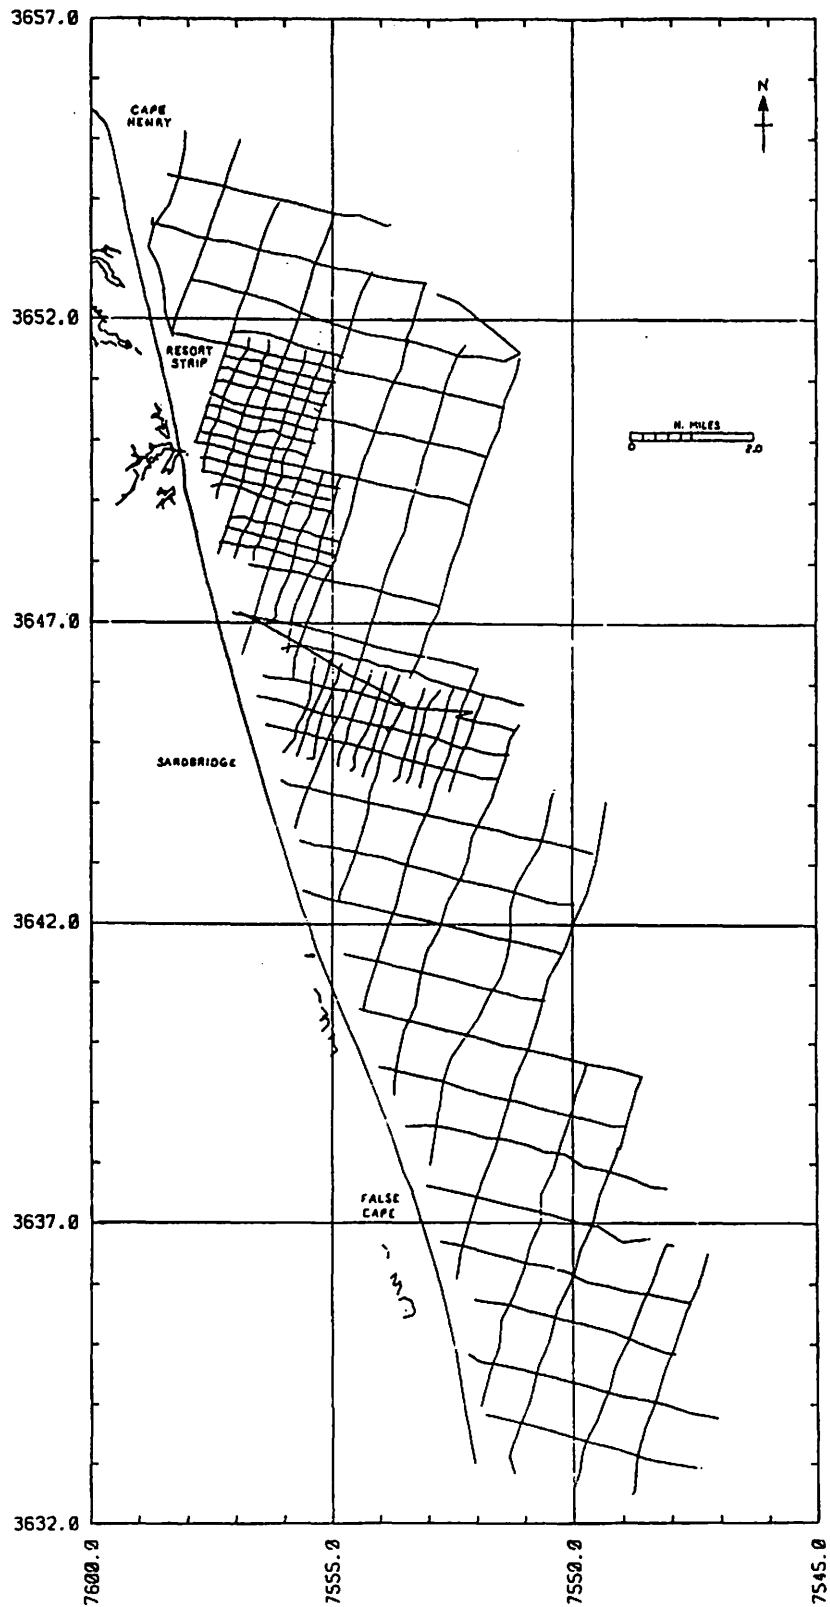 3657.0
CAPE
HENRY
N
3652.0
RESORT
STRIP
N. MILES
0 2.0
3647.0
SANDBRIDGE
3642.0
FALSE
CAPE
3637.0
3632.0
7600.0
7555.0
7550.0
7545.0